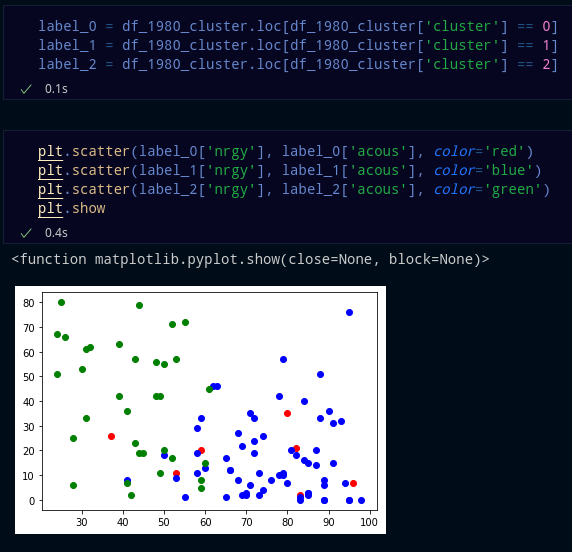 label_0 = df_1980_cluster.loc[df_1980_cluster['cluster'] == 0]
label_1 = df_1980_cluster.loc[df_1980_cluster['cluster'] == 1]
label_2 = df_1980_cluster.loc[df_1980_cluster['cluster'] == 2]
✓ 0.1s
plt.scatter(label_0['nrgy'], label_0['acous'], color='red')
plt.scatter(label_1['nrgy'], label_1['acous'], color='blue')
plt.scatter(label_2['nrgy'], label_2['acous'], color='green')
plt.show
✓ 0.4s
<function matplotlib.pyplot.show(close=None, block=None)>
80
70
60
50
40
30
20
10
0
30 40 50 60 70 80 90 100